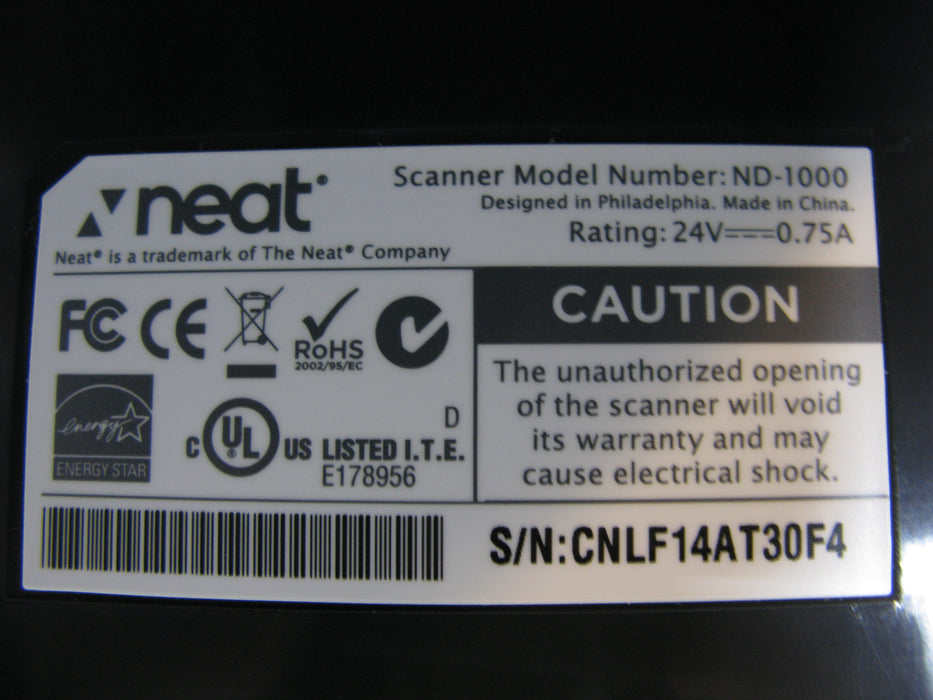 neat®
Neat® is a trademark of The Neat® Company
Scanner Model Number: ND-1000
Designed in Philadelphia. Made in China.
Rating: 24V⎓0.75A
FC CE
RoHS
2002/95/EC
energy
ENERGY STAR
C UL® US LISTED I.T.E.
D
E178956
CAUTION
The unauthorized opening
of the scanner will void
its warranty and may
cause electrical shock.
S/N:CNLF14AT30F4